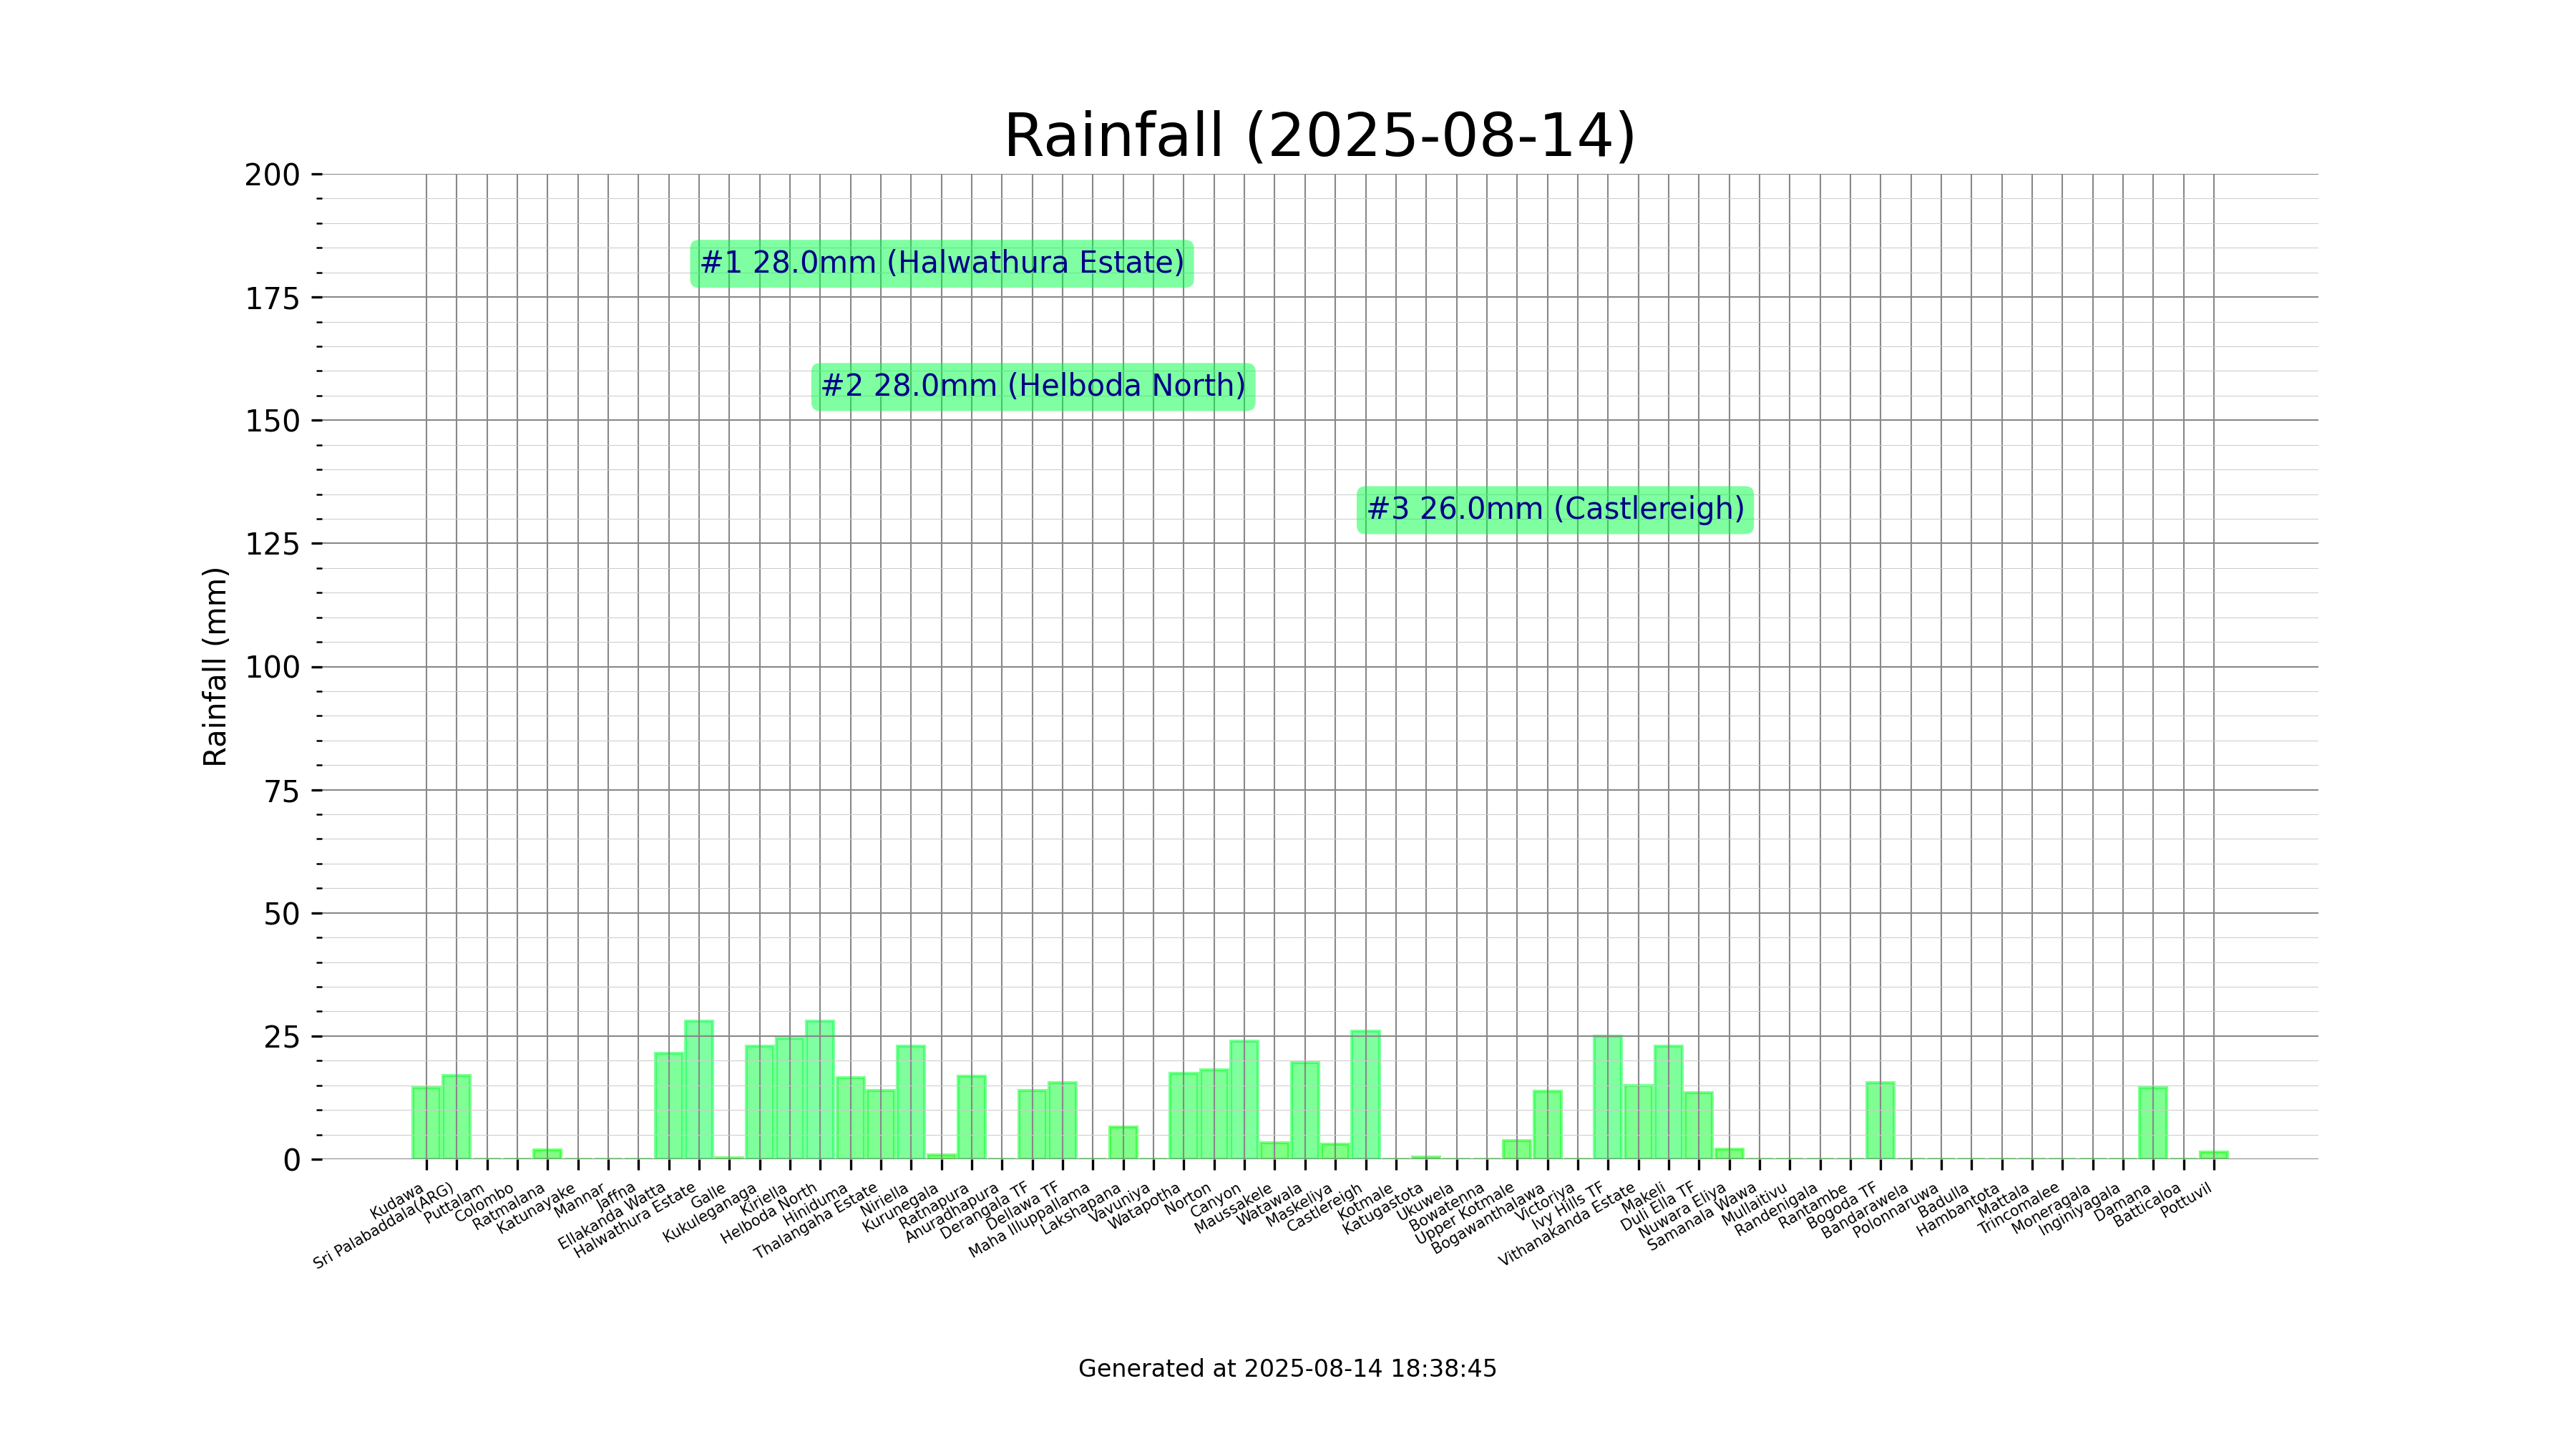 Rainfall (2025-08-14)
200
175
150
125
100
75
50
25
0
Rainfall (mm)
#1 28.0mm (Halwathura Estate)
#2 28.0mm (Helboda North)
#3 26.0mm (Castlereigh)
Kudawa
Sri Palabaddala(ARG)
Puttalam
Colombo
Ratmalana
Katunayake
Mannar
Jaffna
Ellakanda Watta
Halwathura Estate
Galle
Kukuleganaga
Kiriella
Helboda North
Hiniduma
Thalangaha Estate
Niriella
Kurunegala
Ratnapura
Anuradhapura
Derangala TF
Dellawa TF
Maha Illuppallama
Lakshapana
Vavuniya
Watapotha
Norton
Canyon
Maussakele
Watawala
Maskeliya
Castlereigh
Kotmale
Katugastota
Ukuwela
Bowatenna
Upper Kotmale
Bogawanthalawa
Victoriya
Ivy Hills TF
Vithanakanda Estate
Makeli
Duli Ella TF
Nuwara Eliya
Samanala Wawa
Mullaitivu
Randenigala
Rantambe
Bogoda TF
Bandarawela
Polonnaruwa
Badulla
Hambantota
Mattala
Trincomalee
Moneragala
Inginiyagala
Damana
Batticaloa
Pottuvil
Generated at 2025-08-14 18:38:45